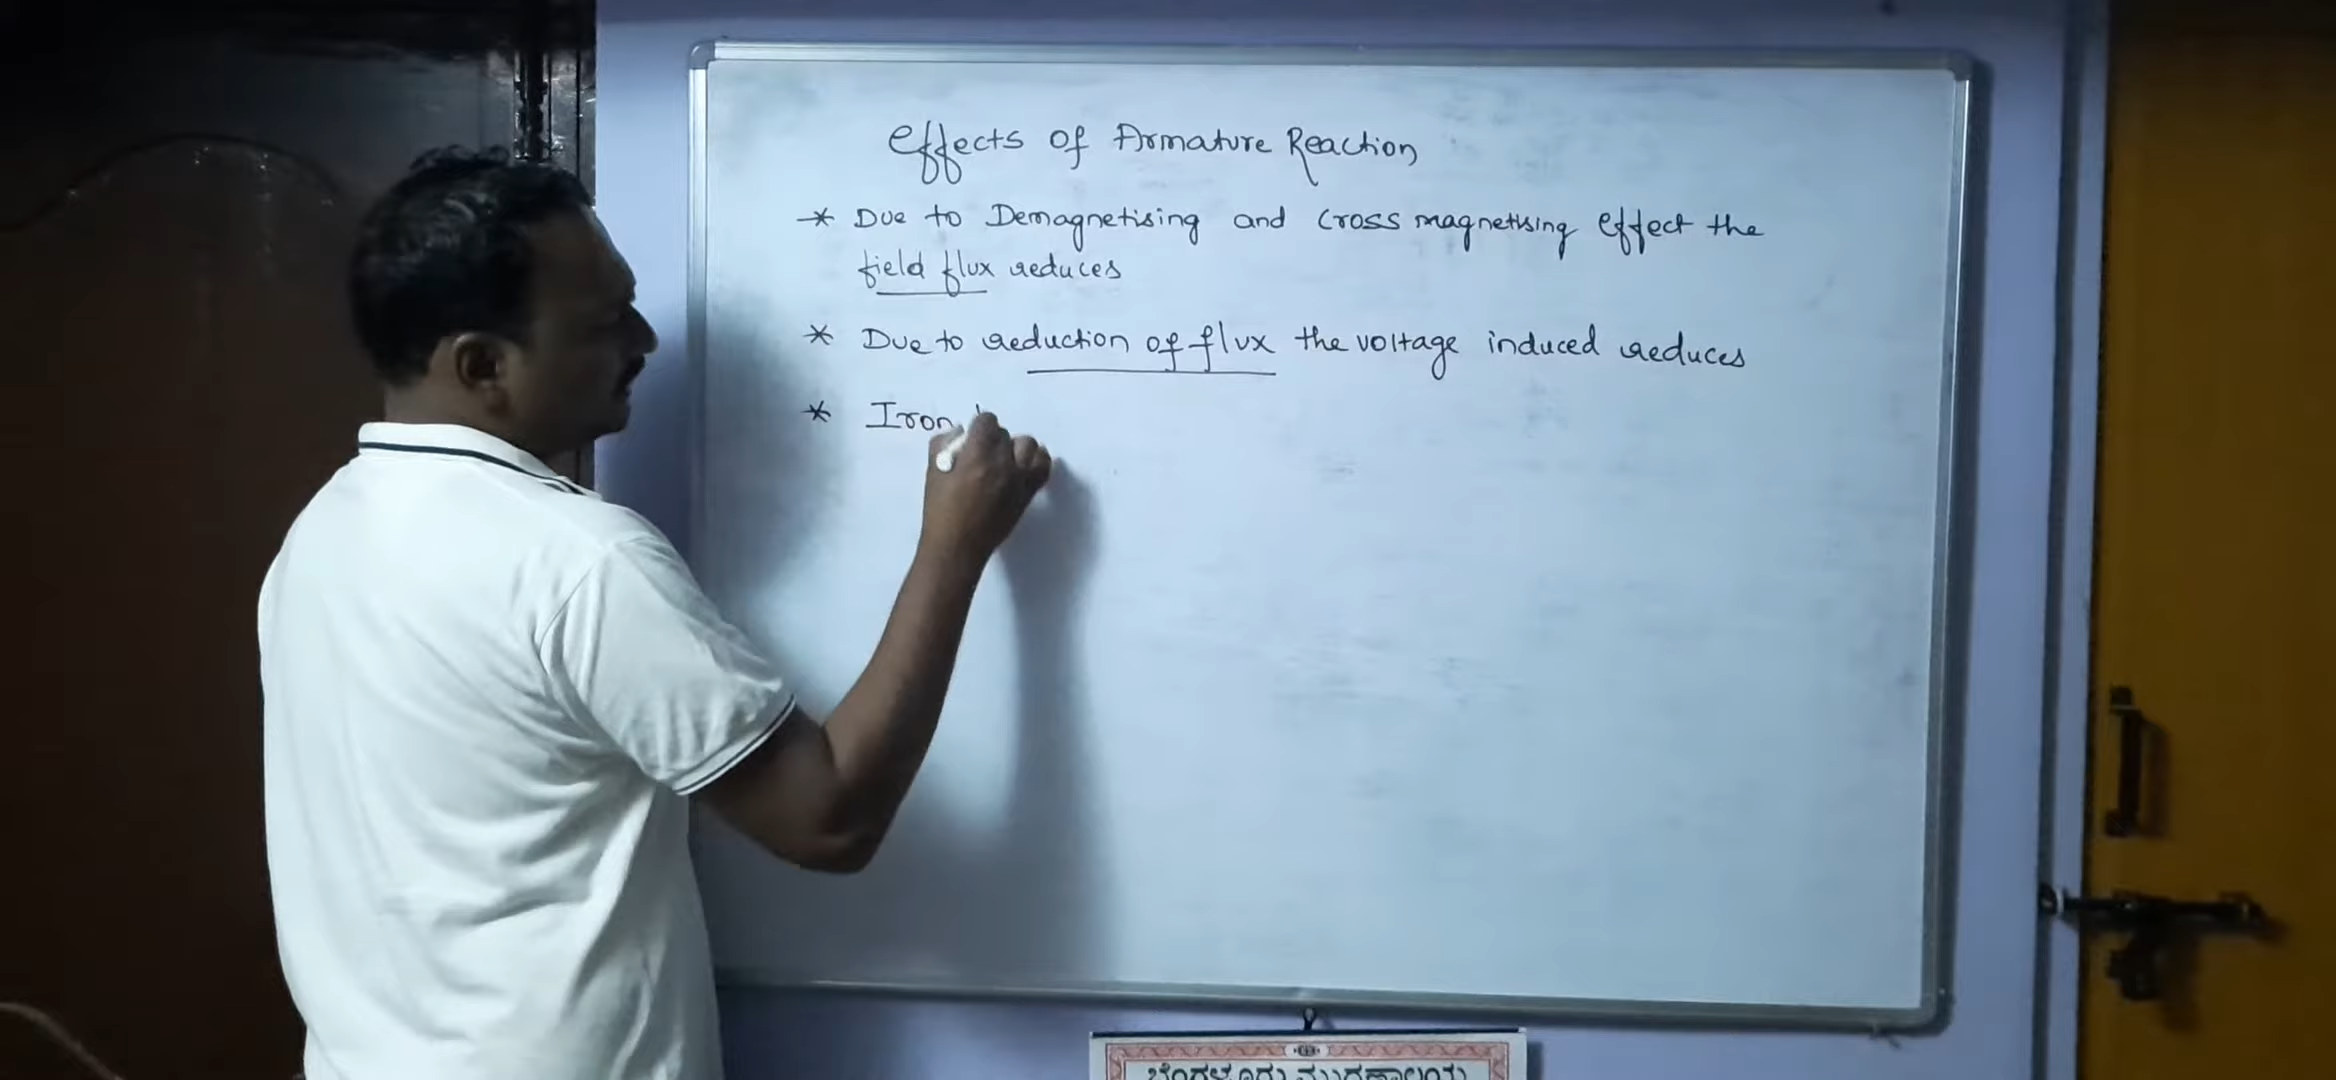 Effects of Armature Reaction
* Due to Demagnetising and Cross magnetising effect the
field flux reduces
* Due to reduction of flux the voltage induced reduces
* Iron